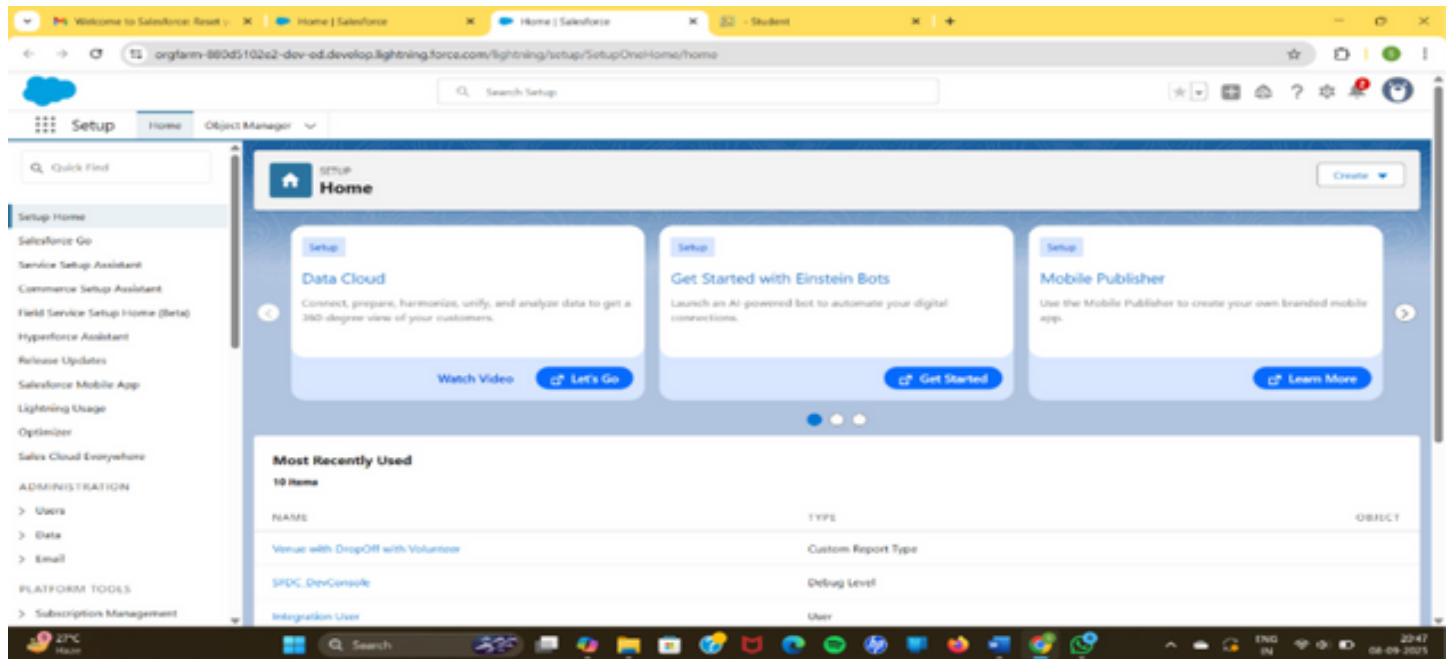 Welcome to Salesforce: Reset y
Home | Salesforce
Home | Salesforce
- Student
orgfarm-880d5102e2-dev-ed.develop.lightning.force.com/lightning/setup/SetupOneHome/home
Search Setup
Setup
Home
Object Manager
Quick Find
SETUP
Home
Create
Setup Home
Salesforce Go
Service Setup Assistant
Commerce Setup Assistant
Field Service Setup Home (Beta)
Hyperforce Assistant
Release Updates
Salesforce Mobile App
Lightning Usage
Optimizer
Sales Cloud Everywhere
ADMINISTRATION
> Users
> Data
> Email
PLATFORM TOOLS
> Subscription Management
Setup
Data Cloud
Connect, prepare, harmonize, unify, and analyze data to get a
360-degree view of your customers.
Watch Video
Let's Go
Setup
Get Started with Einstein Bots
Launch an AI-powered bot to automate your digital
connections.
Get Started
Setup
Mobile Publisher
Use the Mobile Publisher to create your own branded mobile
app.
Learn More
Most Recently Used
10 items
NAME TYPE OBJECT
Venue with DropOff with Volunteer Custom Report Type
SFDC_DevConsole Debug Level
Integration User User
27°C
Haze
Search
ENG
IN
20:47
08-09-2025